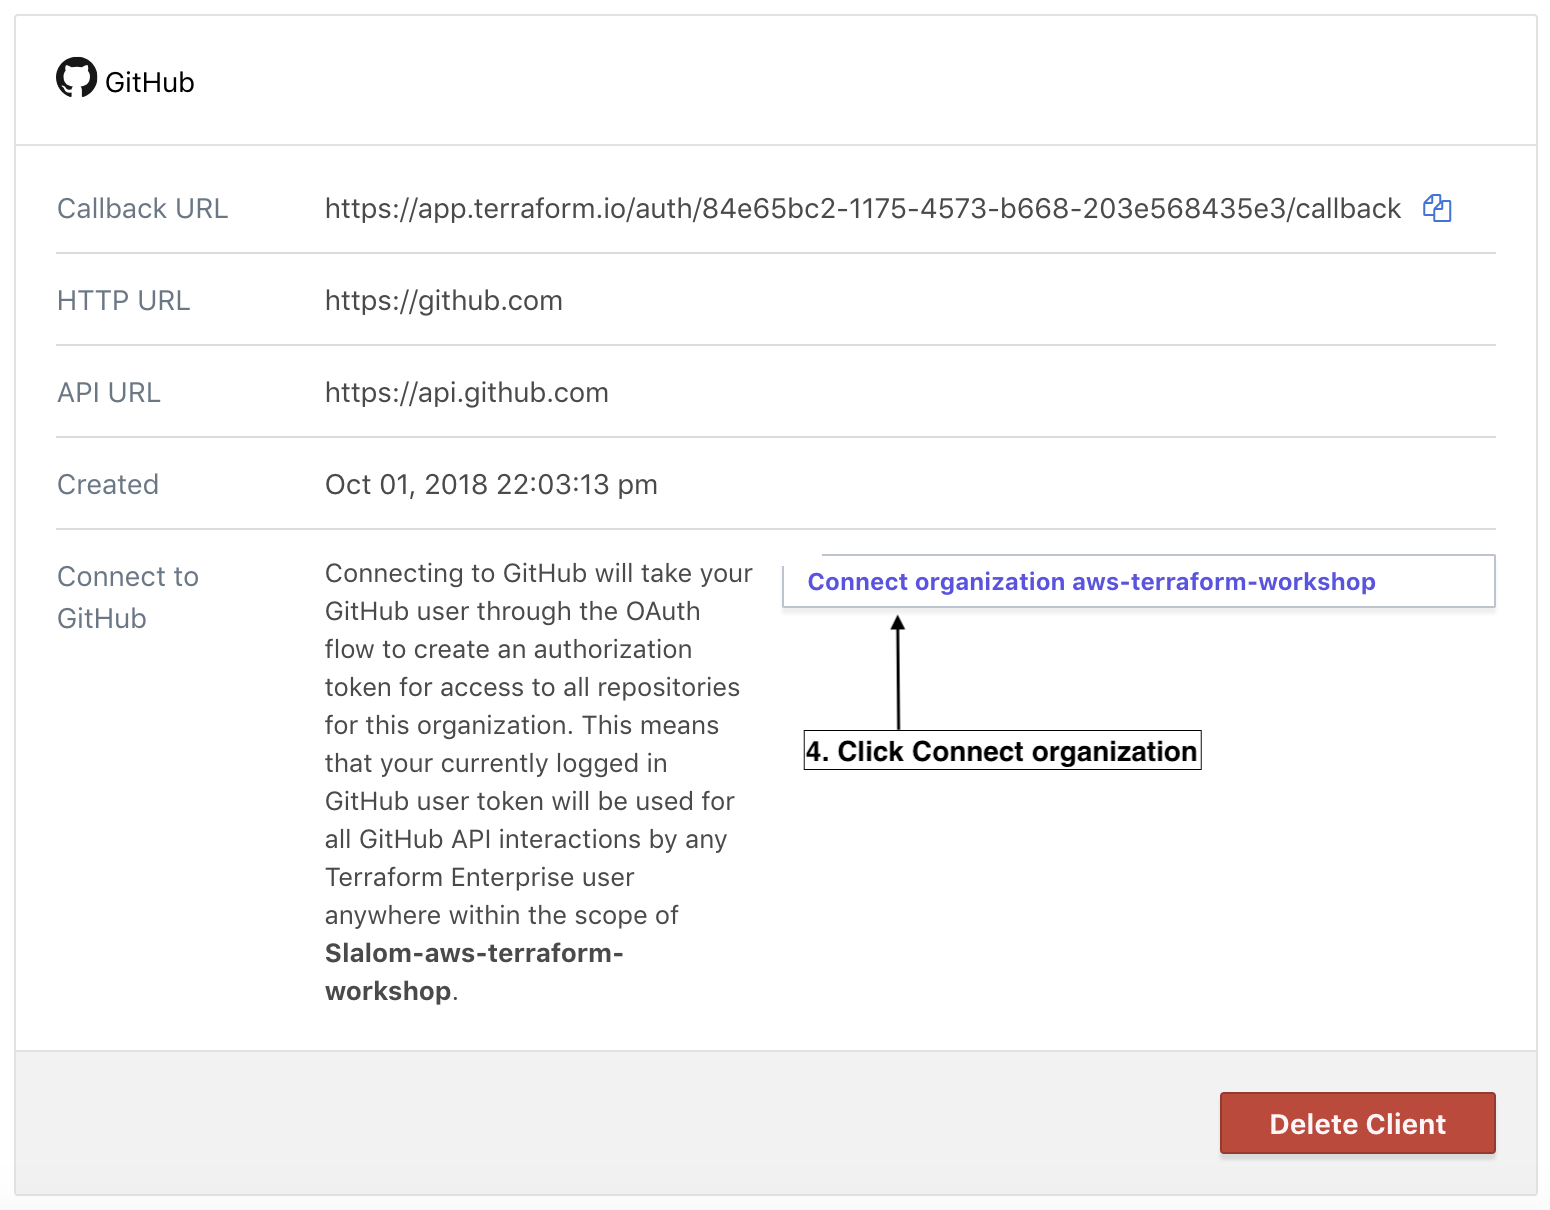 GitHub
Callback URL https://app.terraform.io/auth/84e65bc2-1175-4573-b668-203e568435e3/callback
HTTP URL https://github.com
API URL https://api.github.com
Created Oct 01, 2018 22:03:13 pm
Connect to
GitHub
Connecting to GitHub will take your
GitHub user through the OAuth
flow to create an authorization
token for access to all repositories
for this organization. This means
that your currently logged in
GitHub user token will be used for
all GitHub API interactions by any
Terraform Enterprise user
anywhere within the scope of
Slalom-aws-terraform-
workshop.
Connect organization aws-terraform-workshop
4. Click Connect organization
Delete Client